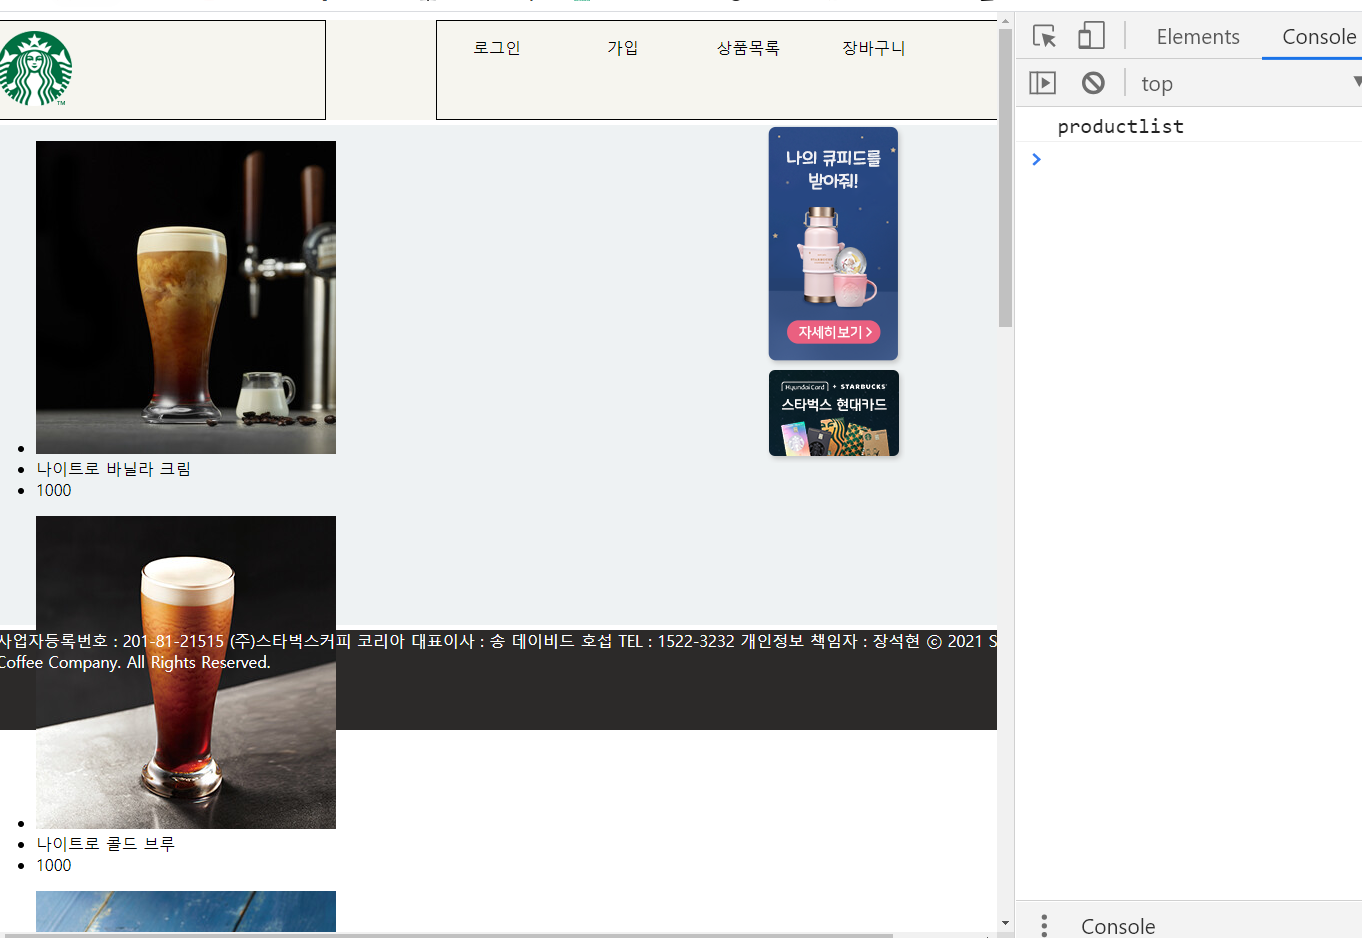 로그인 가입 상품목록 장바구니
나의 큐피드를
받아줘!
자세히보기 >
HyundaiCard + STARBUCKS
스타벅스 현대카드
나이트로 바닐라 크림
1000
사업자등록번호 : 201-81-21515 (주)스타벅스커피 코리아 대표이사 : 송 데이비드 호섭 TEL : 1522-3232 개인정보 책임자 : 장석현 ⓒ 2021 S
Coffee Company. All Rights Reserved.
나이트로 콜드 브루
1000
Elements Console
top
productlist
Console